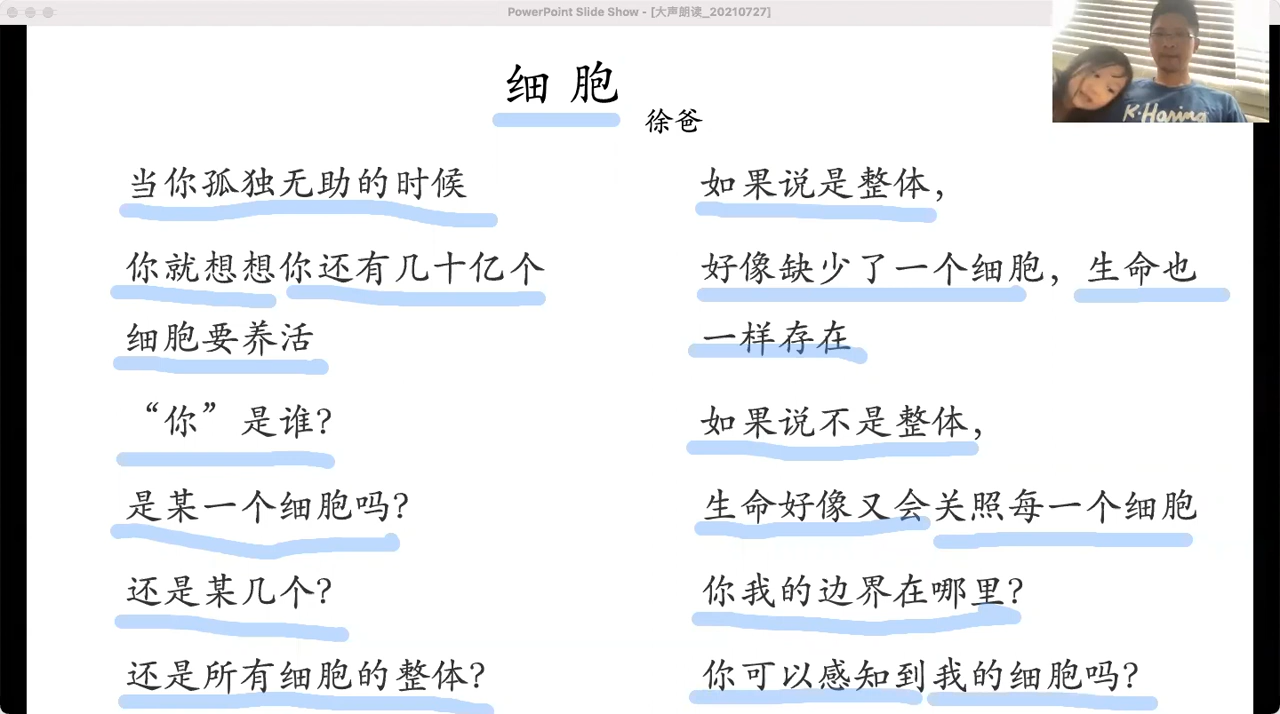 PowerPoint Slide Show - [大声朗读_20210727]
细胞
徐爸
当你孤独无助的时候
你就想想你还有几十亿个
细胞要养活
“你”是谁?
是某一个细胞吗?
还是某几个?
还是所有细胞的整体?
如果说是整体,
好像缺少了一个细胞,生命也
一样存在
如果说不是整体,
生命好像又会关照每一个细胞
你我的边界在哪里?
你可以感知到我的细胞吗?
K.Haring